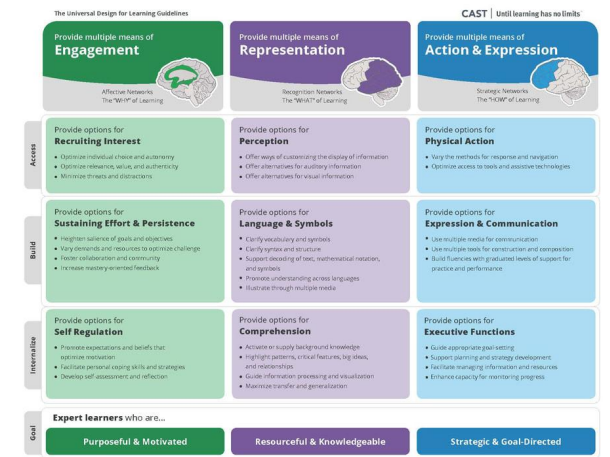 The Universal Design for Learning Guidelines
CAST | Until learning has no limits
Provide multiple means of
Engagement
Affective Networks
The "WHY" of Learning
Provide multiple means of
Representation
Recognition Networks
The "WHAT" of Learning
Provide multiple means of
Action & Expression
Strategic Networks
The "HOW" of Learning
Access
Provide options for
Recruiting Interest
• Optimize individual choice and autonomy
• Optimize relevance, value, and authenticity
• Minimize threats and distractions
Provide options for
Perception
• Offer ways of customizing the display of information
• Offer alternatives for auditory information
• Offer alternatives for visual information
Provide options for
Physical Action
• Vary the methods for response and navigation
• Optimize access to tools and assistive technologies
Build
Provide options for
Sustaining Effort & Persistence
• Heighten salience of goals and objectives
• Vary demands and resources to optimize challenge
• Foster collaboration and community
• Increase mastery-oriented feedback
Provide options for
Language & Symbols
• Clarify vocabulary and symbols
• Clarify syntax and structure
• Support decoding of text, mathematical notation,
and symbols
• Promote understanding across languages
• Illustrate through multiple media
Provide options for
Expression & Communication
• Use multiple media for communication
• Use multiple tools for construction and composition
• Build fluencies with graduated levels of support for
practice and performance
Internalize
Provide options for
Self Regulation
• Promote expectations and beliefs that
optimize motivation
• Facilitate personal coping skills and strategies
• Develop self-assessment and reflection
Provide options for
Comprehension
• Activate or supply background knowledge
• Highlight patterns, critical features, big ideas,
and relationships
• Guide information processing and visualization
• Maximize transfer and generalization
Provide options for
Executive Functions
• Guide appropriate goal-setting
• Support planning and strategy development
• Facilitate managing information and resources
• Enhance capacity for monitoring progress
Goal
Expert learners who are...
Purposeful & Motivated
Resourceful & Knowledgeable
Strategic & Goal-Directed